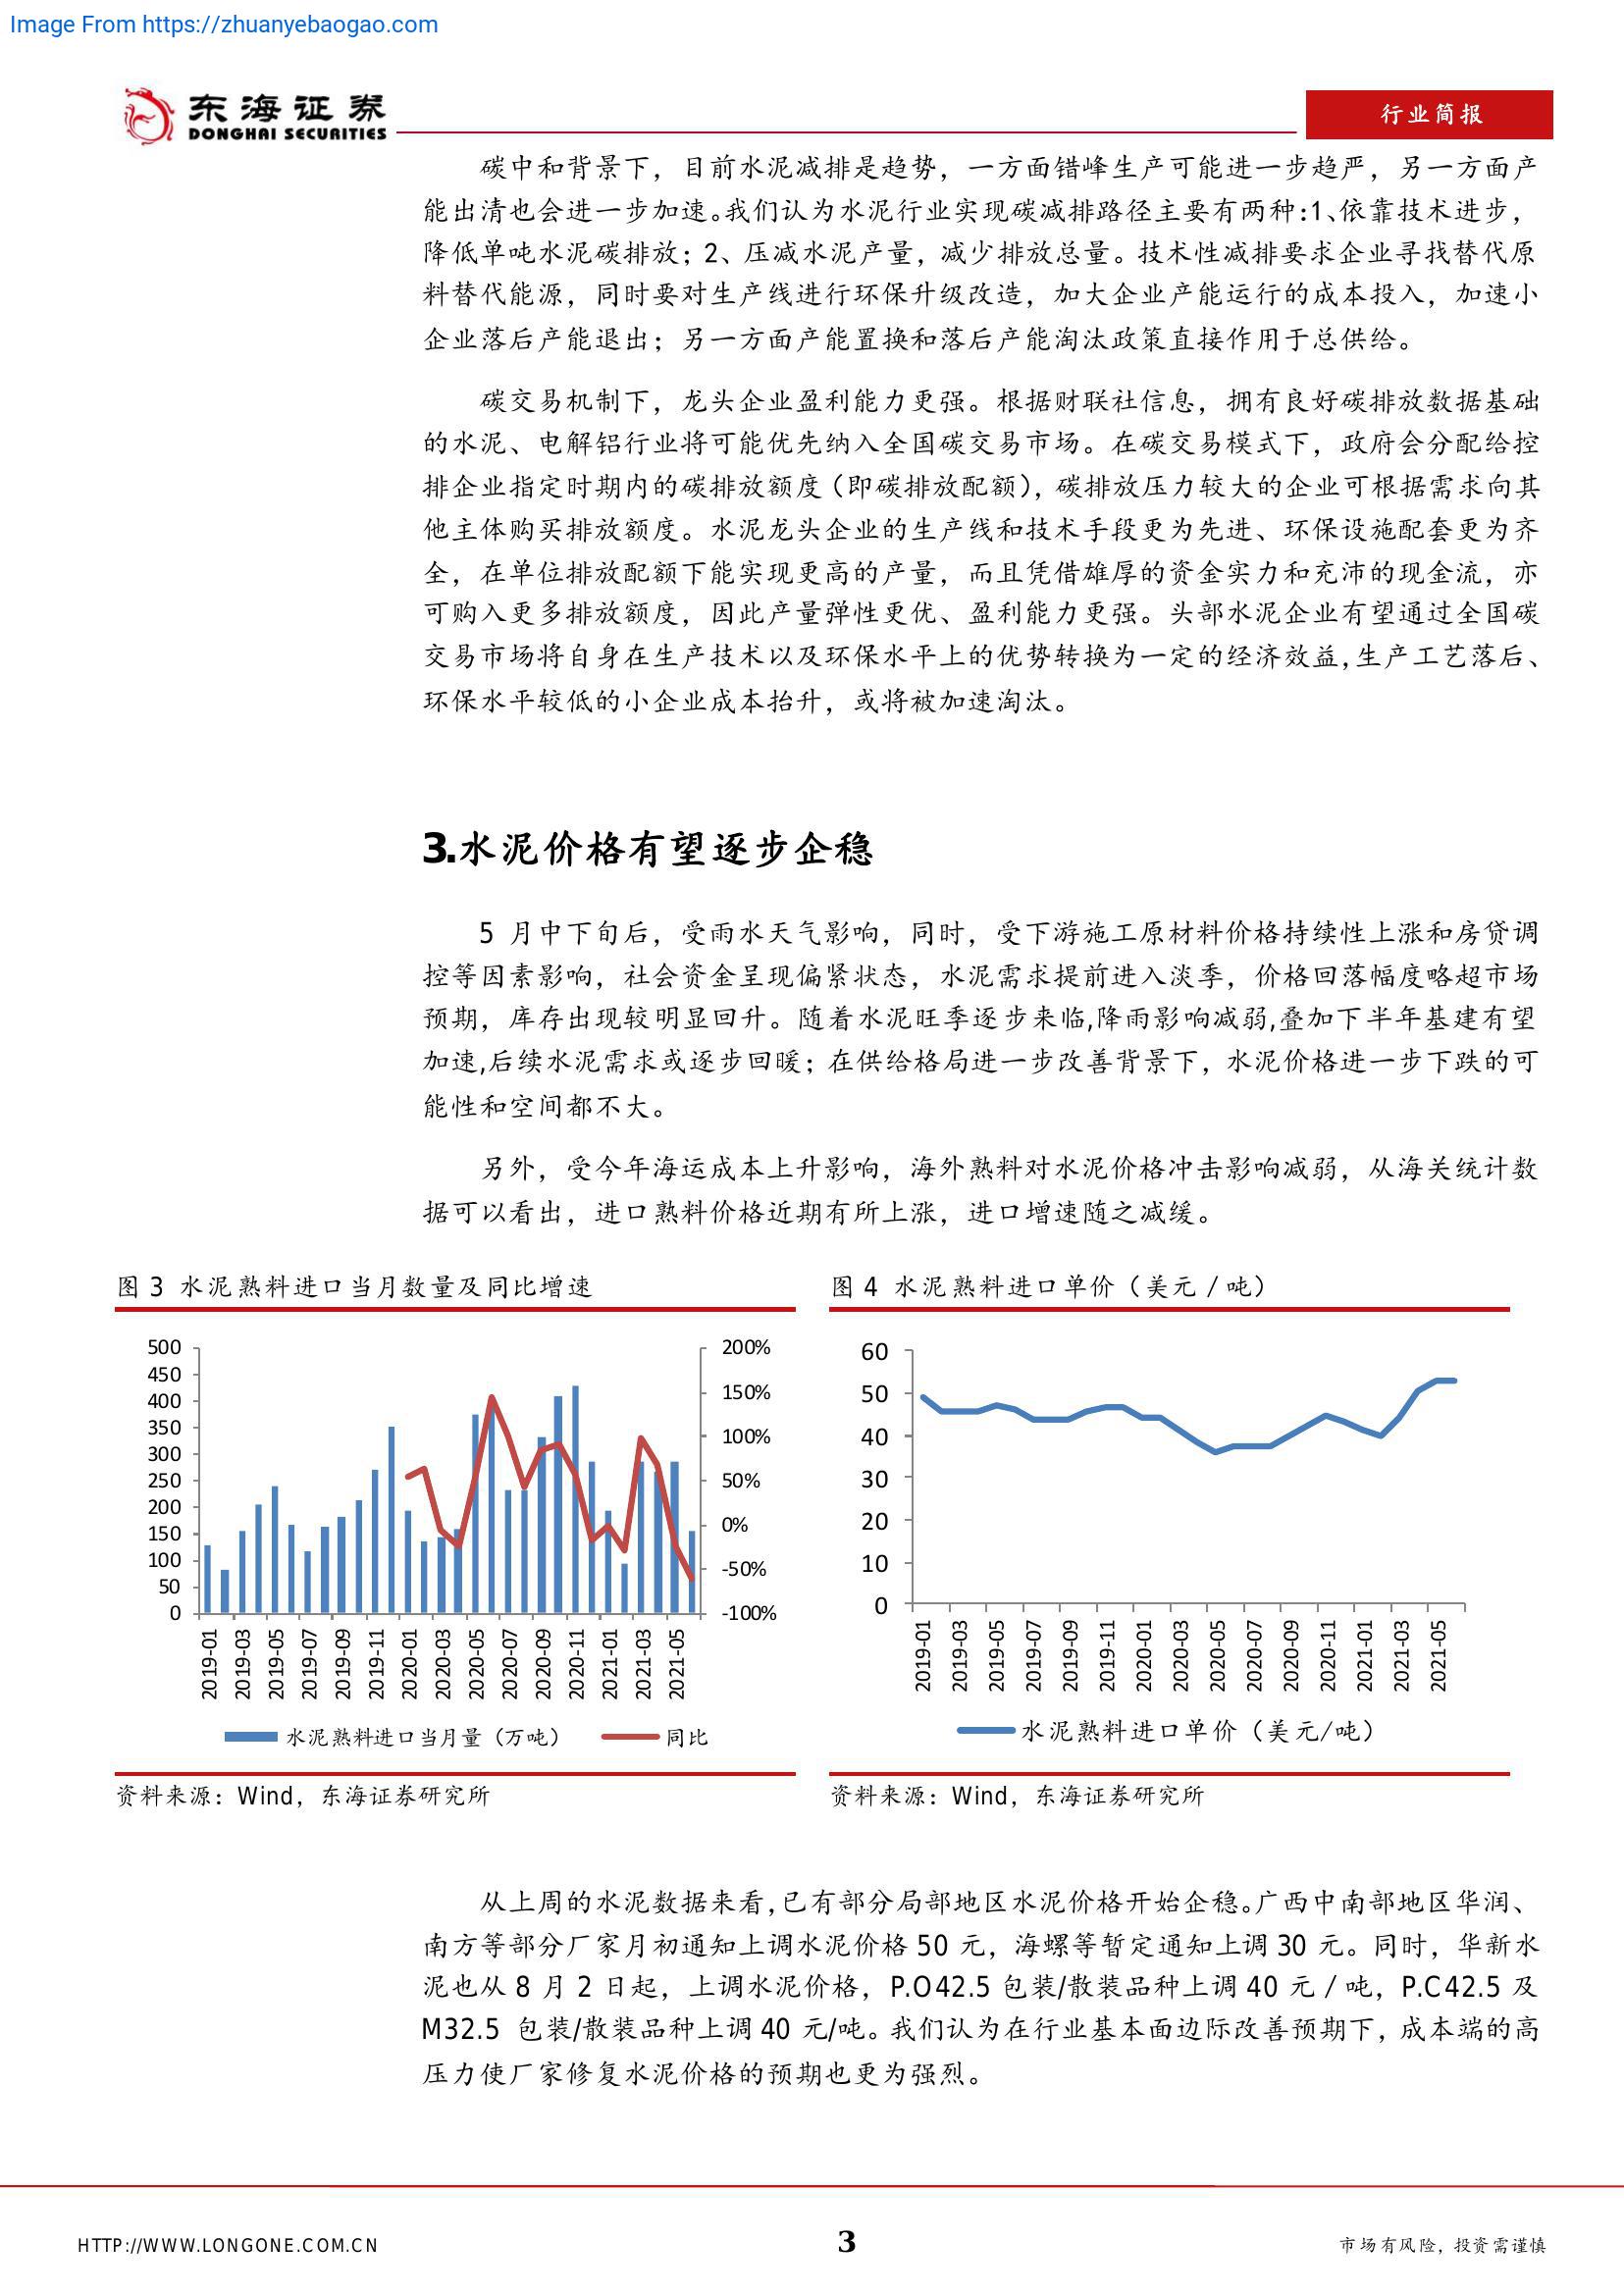 Image From https://zhuanyebaogao.com
东海证券
DONGHAI SECURITIES
行业简报
碳中和背景下，目前水泥减排是趋势，一方面错峰生产可能进一步趋严，另一方面产
能出清也会进一步加速。我们认为水泥行业实现碳减排路径主要有两种:1、依靠技术进步，
降低单吨水泥碳排放；2、压减水泥产量，减少排放总量。技术性减排要求企业寻找替代原
料替代能源，同时要对生产线进行环保升级改造，加大企业产能运行的成本投入，加速小
企业落后产能退出；另一方面产能置换和落后产能淘汰政策直接作用于总供给。
碳交易机制下，龙头企业盈利能力更强。根据财联社信息，拥有良好碳排放数据基础
的水泥、电解铝行业将可能优先纳入全国碳交易市场。在碳交易模式下，政府会分配给控
排企业指定时期内的碳排放额度（即碳排放配额），碳排放压力较大的企业可根据需求向其
他主体购买排放额度。水泥龙头企业的生产线和技术手段更为先进、环保设施配套更为齐
全，在单位排放配额下能实现更高的产量，而且凭借雄厚的资金实力和充沛的现金流，亦
可购入更多排放额度，因此产量弹性更优、盈利能力更强。头部水泥企业有望通过全国碳
交易市场将自身在生产技术以及环保水平上的优势转换为一定的经济效益,生产工艺落后、
环保水平较低的小企业成本抬升，或将被加速淘汰。
3.水泥价格有望逐步企稳
5 月中下旬后，受雨水天气影响，同时，受下游施工原材料价格持续性上涨和房贷调
控等因素影响，社会资金呈现偏紧状态，水泥需求提前进入淡季，价格回落幅度略超市场
预期，库存出现较明显回升。随着水泥旺季逐步来临,降雨影响减弱,叠加下半年基建有望
加速,后续水泥需求或逐步回暖；在供给格局进一步改善背景下，水泥价格进一步下跌的可
能性和空间都不大。
另外，受今年海运成本上升影响，海外熟料对水泥价格冲击影响减弱，从海关统计数
据可以看出，进口熟料价格近期有所上涨，进口增速随之减缓。
图 3 水泥熟料进口当月数量及同比增速
500
450
400
350
300
250
200
150
100
50
0
200%
150%
100%
50%
0%
-50%
-100%
2019-01
2019-03
2019-05
2019-07
2019-09
2019-11
2020-01
2020-03
2020-05
2020-07
2020-09
2020-11
2021-01
2021-03
2021-05
水泥熟料进口当月量（万吨）
同比
资料来源：Wind，东海证券研究所
图 4 水泥熟料进口单价（美元／吨）
60
50
40
30
20
10
0
2019-01
2019-03
2019-05
2019-07
2019-09
2019-11
2020-01
2020-03
2020-05
2020-07
2020-09
2020-11
2021-01
2021-03
2021-05
水泥熟料进口单价（美元/吨）
资料来源：Wind，东海证券研究所
从上周的水泥数据来看,已有部分局部地区水泥价格开始企稳。广西中南部地区华润、
南方等部分厂家月初通知上调水泥价格 50 元，海螺等暂定通知上调 30 元。同时，华新水
泥也从 8 月 2 日起，上调水泥价格，P.O42.5 包装/散装品种上调 40 元／吨，P.C42.5 及
M32.5 包装/散装品种上调 40 元/吨。我们认为在行业基本面边际改善预期下，成本端的高
压力使厂家修复水泥价格的预期也更为强烈。
HTTP://WWW.LONGONE.COM.CN
3
市场有风险，投资需谨慎